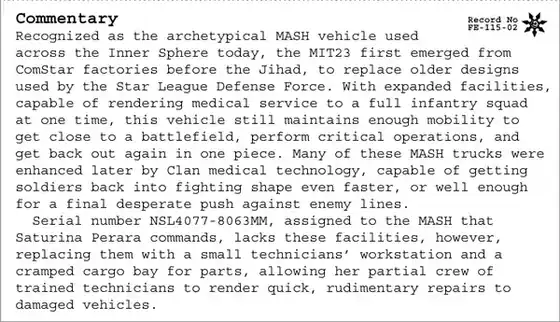 Commentary
Record No
FE-115-02
Recognized as the archetypical MASH vehicle used
across the Inner Sphere today, the MIT23 first emerged from
ComStar factories before the Jihad, to replace older designs
used by the Star League Defense Force. With expanded facilities,
capable of rendering medical service to a full infantry squad
at one time, this vehicle still maintains enough mobility to
get close to a battlefield, perform critical operations, and
get back out again in one piece. Many of these MASH trucks were
enhanced later by Clan medical technology, capable of getting
soldiers back into fighting shape even faster, or well enough
for a final desperate push against enemy lines.
Serial number NSL4077-8063MM, assigned to the MASH that
Saturina Perara commands, lacks these facilities, however,
replacing them with a small technicians’ workstation and a
cramped cargo bay for parts, allowing her partial crew of
trained technicians to render quick, rudimentary repairs to
damaged vehicles.